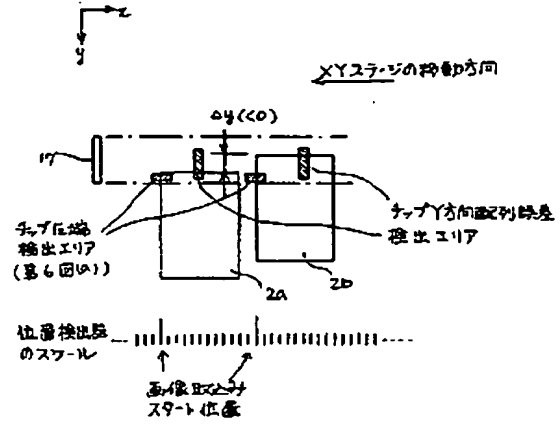 x
y
XYステージの移動方向
Δy(<0)
17
チップ左端
検出エリア
(第6図(a))
チップY方向配列誤差
検出エリア
2a
2b
位置検出器
のスケール
画像取込み
スタート位置